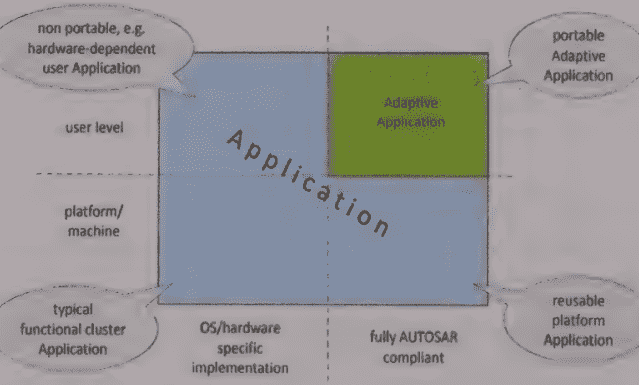 non portable, e.g.
hardware-dependent
user Application
portable
Adaptive
Application
Adaptive
Application
user level
Application
platform/
machine
typical
functional cluster
Application
reusable
platform
Application
OS/hardware
specific
implementation
fully AUTOSAR
compliant